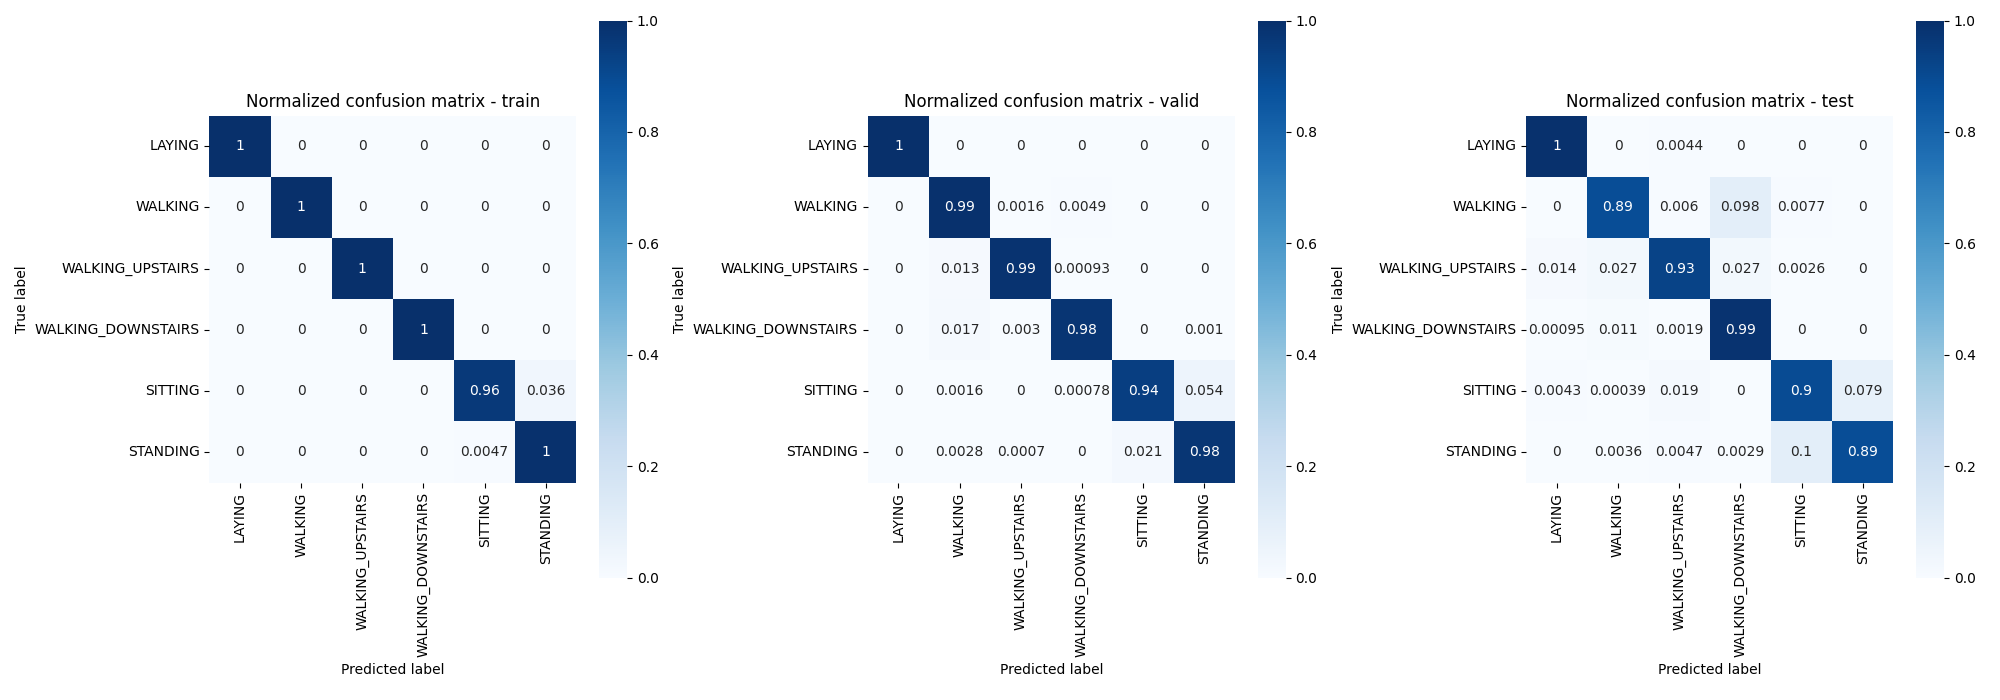 Normalized confusion matrix - train
1.0
0.8
0.6
0.4
0.2
0.0
True label
LAYING 1 0 0 0 0 0
WALKING 0 1 0 0 0 0
WALKING_UPSTAIRS 0 0 1 0 0 0
WALKING_DOWNSTAIRS 0 0 0 1 0 0
SITTING 0 0 0 0 0.96 0.036
STANDING 0 0 0 0 0.0047 1
LAYING
WALKING
WALKING_UPSTAIRS
WALKING_DOWNSTAIRS
SITTING
STANDING
Predicted label
Normalized confusion matrix - valid
1.0
0.8
0.6
0.4
0.2
0.0
True label
LAYING 1 0 0 0 0 0
WALKING 0 0.99 0.0016 0.0049 0 0
WALKING_UPSTAIRS 0 0.013 0.99 0.00093 0 0
WALKING_DOWNSTAIRS 0 0.017 0.003 0.98 0 0.001
SITTING 0 0.0016 0 0.00078 0.94 0.054
STANDING 0 0.0028 0.0007 0 0.021 0.98
LAYING
WALKING
WALKING_UPSTAIRS
WALKING_DOWNSTAIRS
SITTING
STANDING
Predicted label
Normalized confusion matrix - test
1.0
0.8
0.6
0.4
0.2
0.0
True label
LAYING 1 0 0.0044 0 0 0
WALKING 0 0.89 0.006 0.098 0.0077 0
WALKING_UPSTAIRS 0.014 0.027 0.93 0.027 0.0026 0
WALKING_DOWNSTAIRS 0.00095 0.011 0.0019 0.99 0 0
SITTING 0.0043 0.00039 0.019 0 0.9 0.079
STANDING 0 0.0036 0.0047 0.0029 0.1 0.89
LAYING
WALKING
WALKING_UPSTAIRS
WALKING_DOWNSTAIRS
SITTING
STANDING
Predicted label